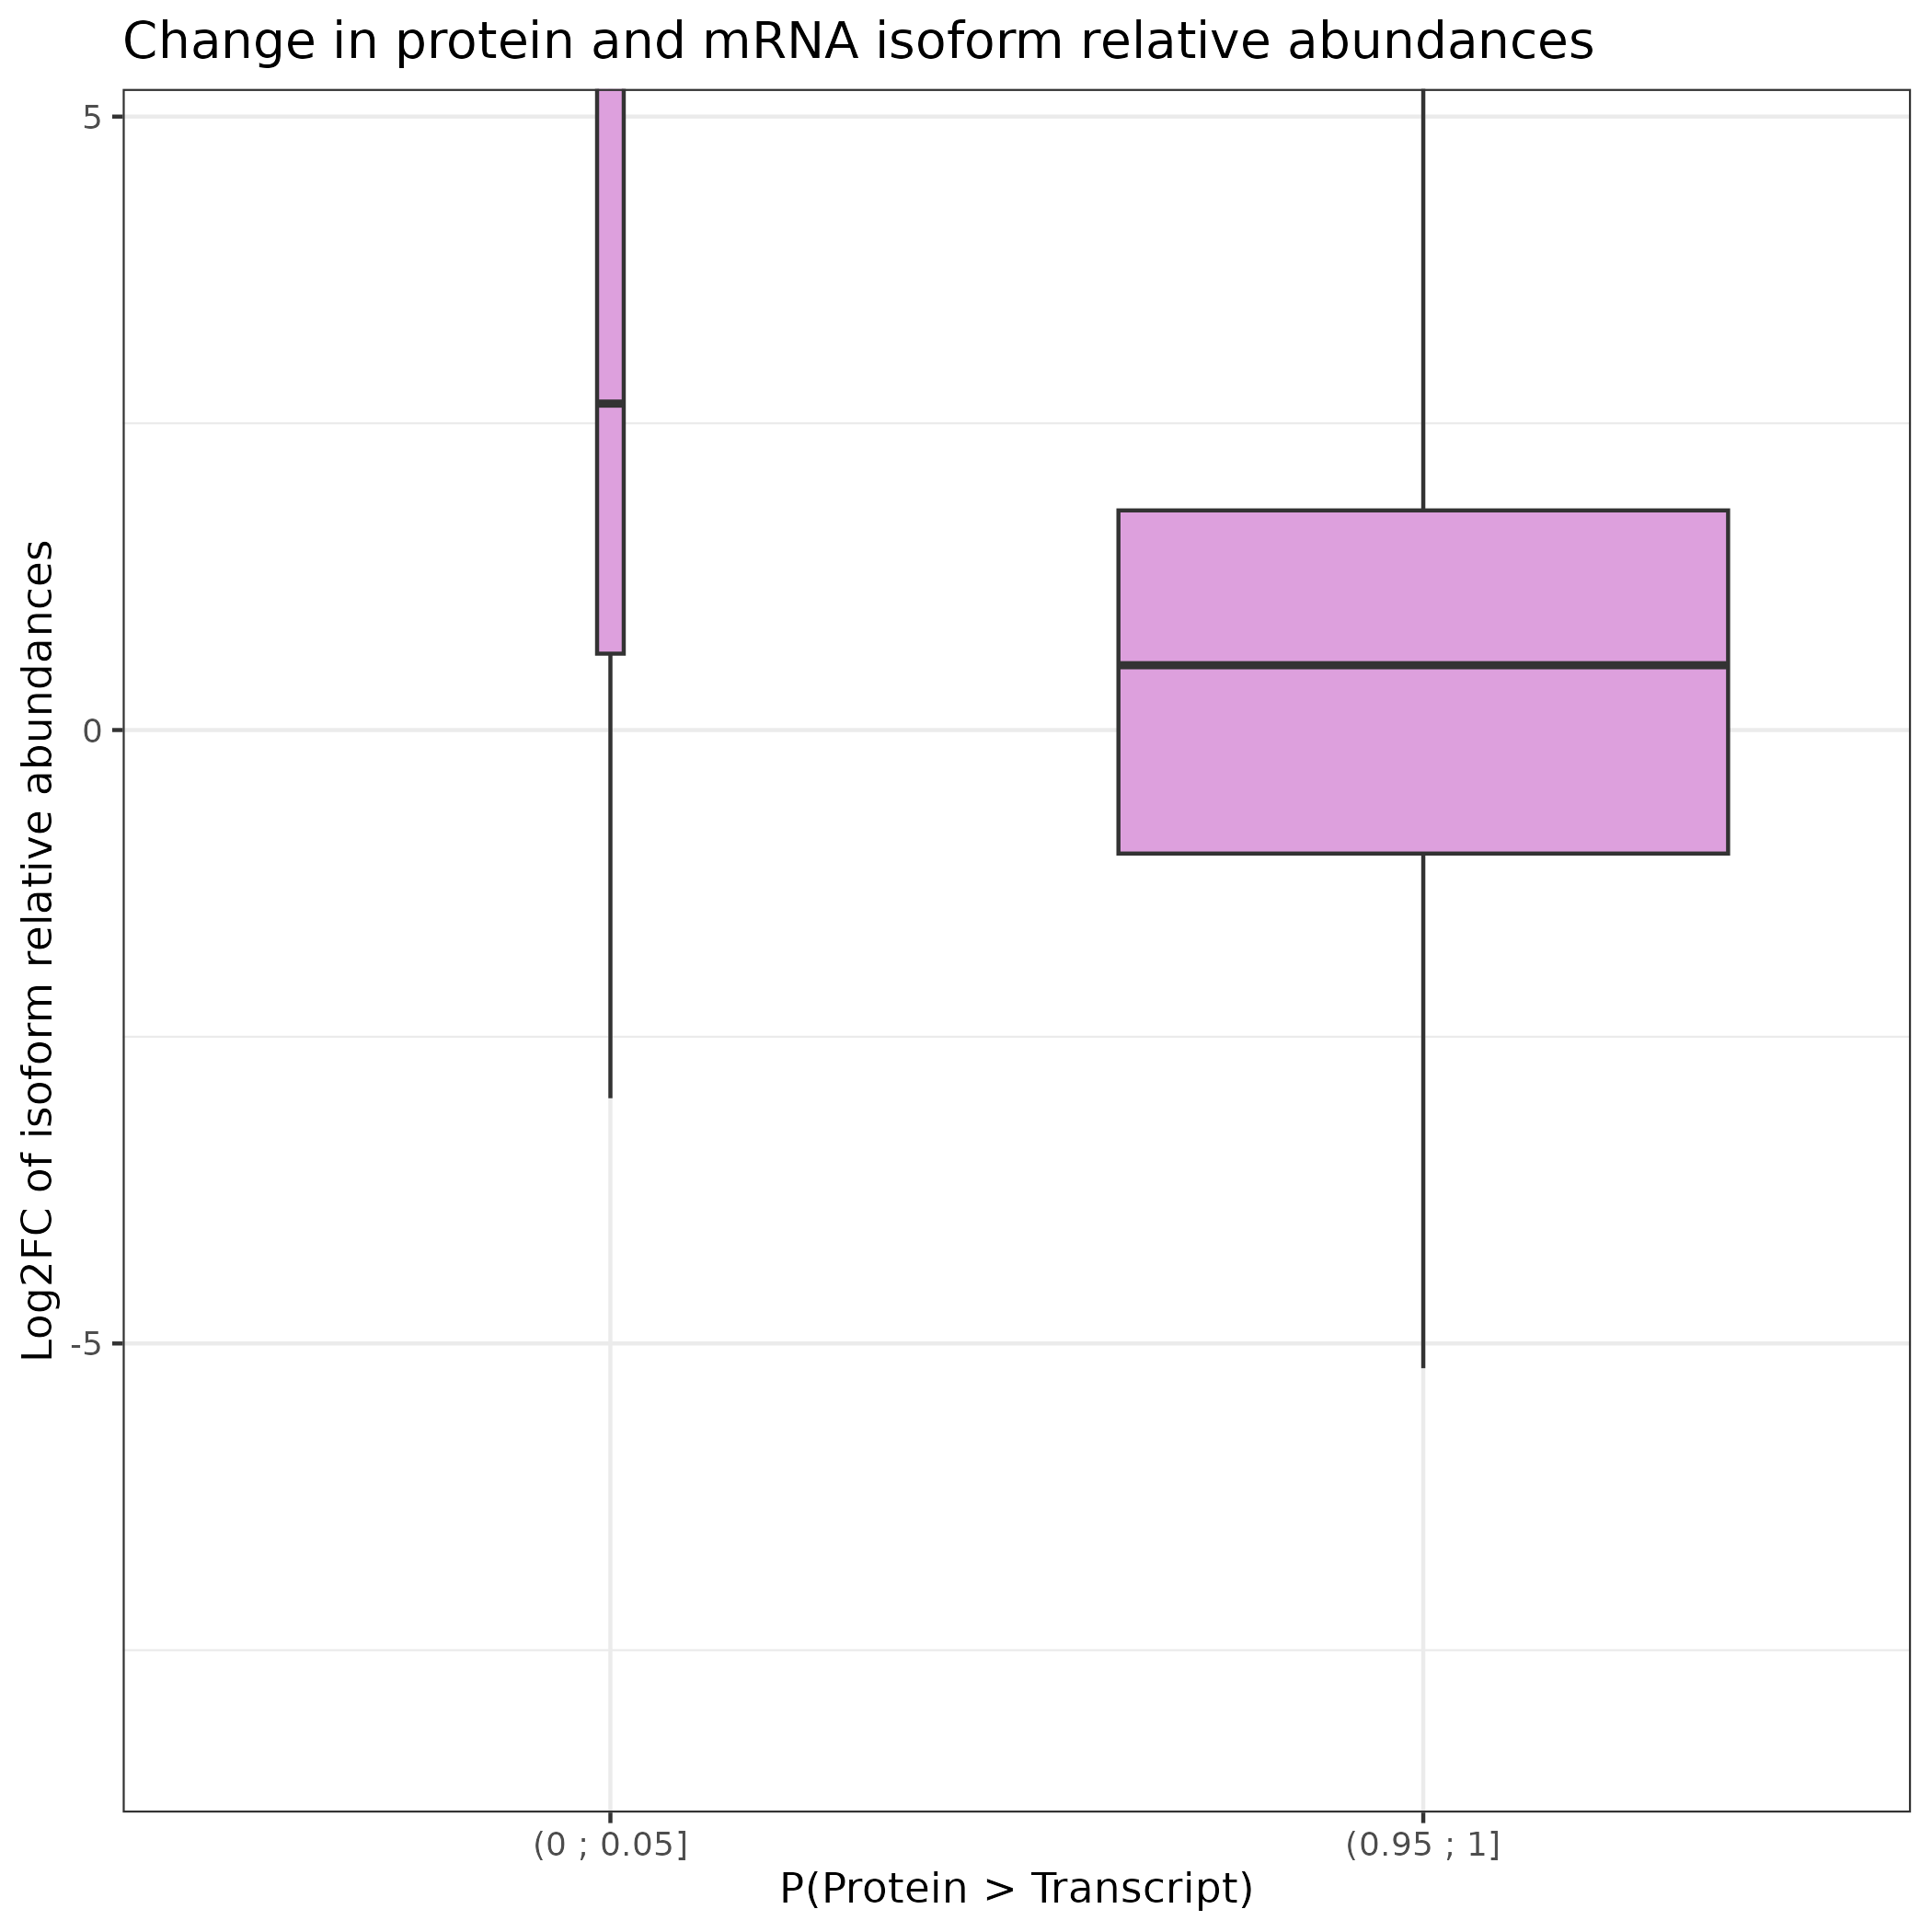 Change in protein and mRNA isoform relative abundances
Log2FC of isoform relative abundances
5
0
-5
(0 ; 0.05]
(0.95 ; 1]
P(Protein > Transcript)